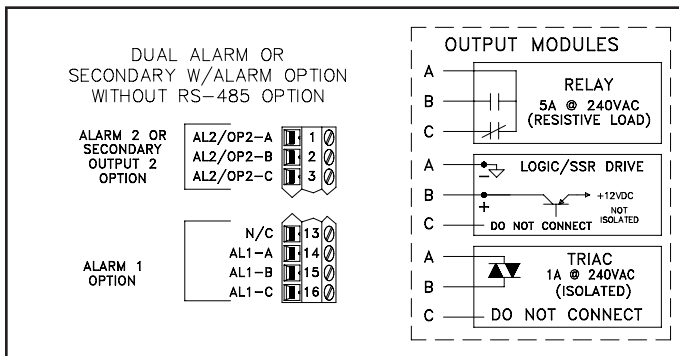 DUAL ALARM OR
SECONDARY W/ALARM OPTION
WITHOUT RS-485 OPTION
ALARM 2 OR
SECONDARY
OUTPUT 2
OPTION
AL2/OP2-A 1
AL2/OP2-B 2
AL2/OP2-C 3
ALARM 1
OPTION
N/C 13
AL1-A 14
AL1-B 15
AL1-C 16
OUTPUT MODULES
A
B
C
RELAY
5A @ 240VAC
(RESISTIVE LOAD)
A
B
C
LOGIC/SSR DRIVE
−
+
+12VDC
NOT
ISOLATED
DO NOT CONNECT
A
B
C
TRIAC
1A @ 240VAC
(ISOLATED)
DO NOT CONNECT